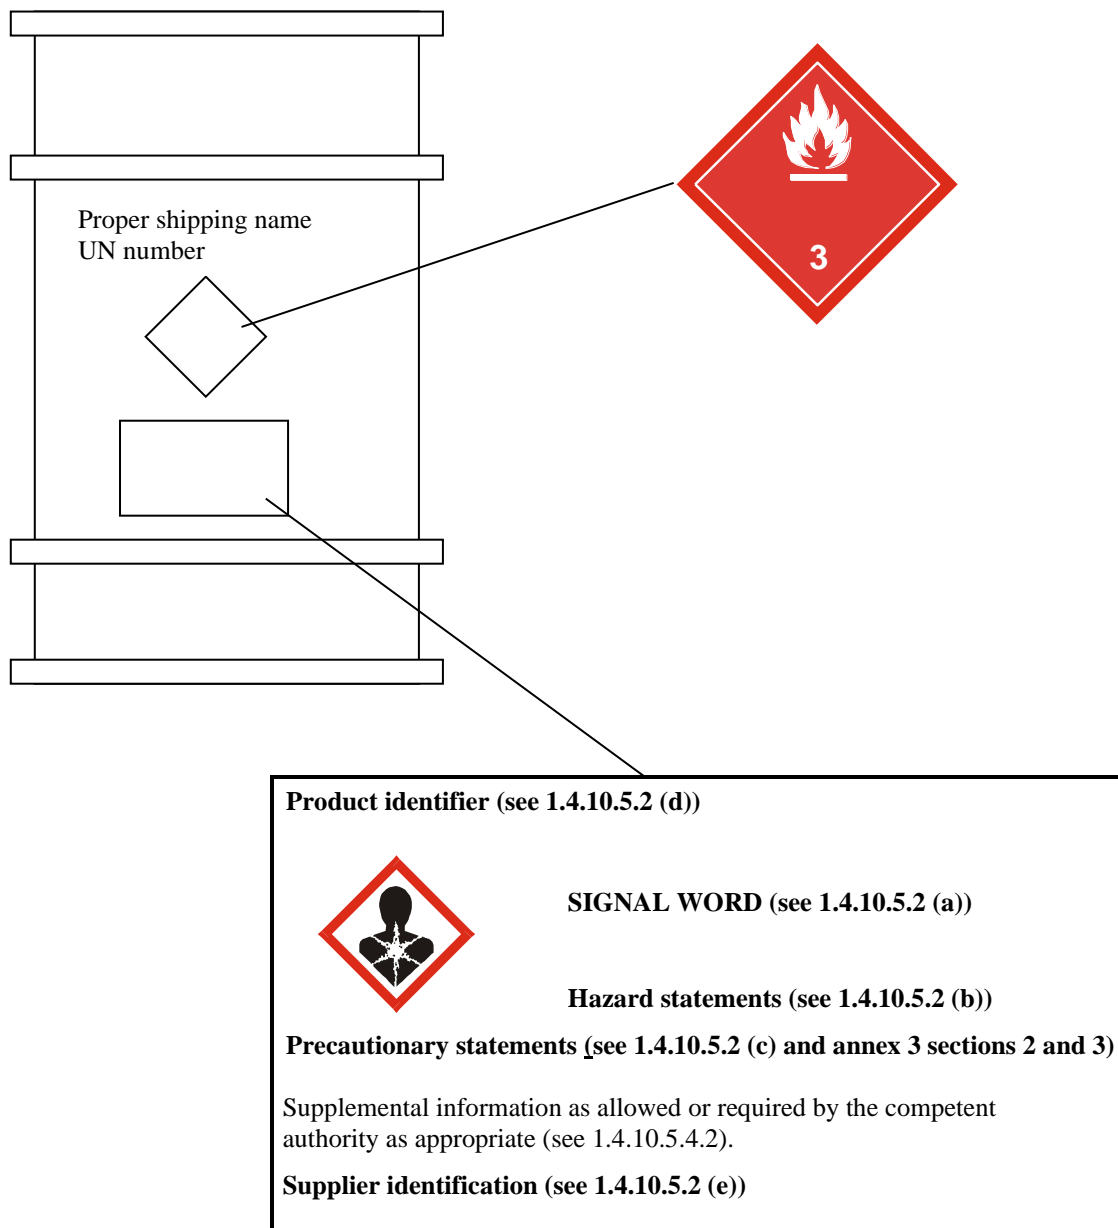 Proper shipping name
UN number
3
Product identifier (see 1.4.10.5.2 (d))
SIGNAL WORD (see 1.4.10.5.2 (a))
Hazard statements (see 1.4.10.5.2 (b))
Precautionary statements (see 1.4.10.5.2 (c) and annex 3 sections 2 and 3)
Supplemental information as allowed or required by the competent
authority as appropriate (see 1.4.10.5.4.2).
Supplier identification (see 1.4.10.5.2 (e))